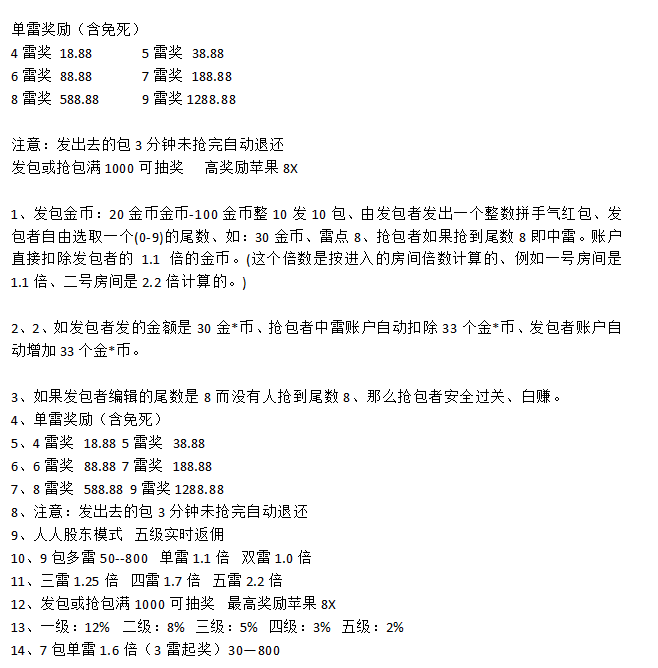 单雷奖励（含免死）
4 雷奖 18.88 5 雷奖 38.88
6 雷奖 88.88 7 雷奖 188.88
8 雷奖 588.88 9 雷奖 1288.88
注意：发出去的包 3 分钟未抢完自动退还
发包或抢包满 1000 可抽奖 高奖励苹果 8X
1、发包金币：20 金币金币-100 金币整 10 发 10 包、由发包者发出一个整数拼手气红包、发
包者自由选取一个(0-9)的尾数、如：30 金币、雷点 8、抢包者如果抢到尾数 8 即中雷。账户
直接扣除发包者的 1.1 倍的金币。(这个倍数是按进入的房间倍数计算的、例如一号房间是
1.1 倍、二号房间是 2.2 倍计算的。)
2、2、如发包者发的金额是 30 金*币、抢包者中雷账户自动扣除 33 个金*币、发包者账户自
动增加 33 个金*币。
3、如果发包者编辑的尾数是 8 而没有人抢到尾数 8、那么抢包者安全过关、白赚。
4、单雷奖励（含免死）
5、4 雷奖 18.88 5 雷奖 38.88
6、6 雷奖 88.88 7 雷奖 188.88
7、8 雷奖 588.88 9 雷奖 1288.88
8、注意：发出去的包 3 分钟未抢完自动退还
9、人人股东模式 五级实时返佣
10、9 包多雷 50--800 单雷 1.1 倍 双雷 1.0 倍
11、三雷 1.25 倍 四雷 1.7 倍 五雷 2.2 倍
12、发包或抢包满 1000 可抽奖 最高奖励苹果 8X
13、一级：12% 二级：8% 三级：5% 四级：3% 五级：2%
14、7 包单雷 1.6 倍（3 雷起奖）30—800